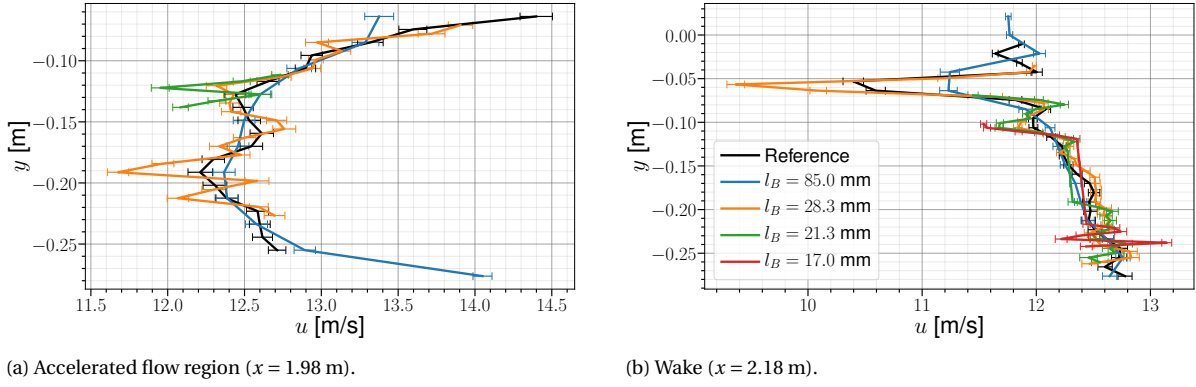 −0.10
−0.15
−0.20
−0.25
y [m]
11.5 12.0 12.5 13.0 13.5 14.0 14.5
u [m/s]
(a) Accelerated flow region (x = 1.98 m).
0.00
−0.05
−0.10
−0.15
−0.20
−0.25
y [m]
Reference
l_B = 85.0 mm
l_B = 28.3 mm
l_B = 21.3 mm
l_B = 17.0 mm
10 11 12 13
u [m/s]
(b) Wake (x = 2.18 m).